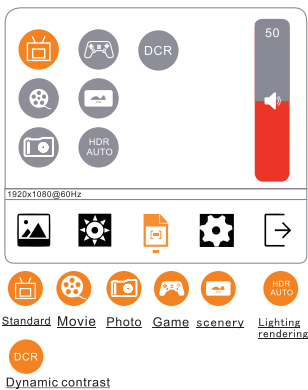 50
DCR
HDR
AUTO
1920x1080@60Hz
HDR
AUTO
Standard Movie Photo Game scenery Lighting
rendering
DCR
Dynamic contrast